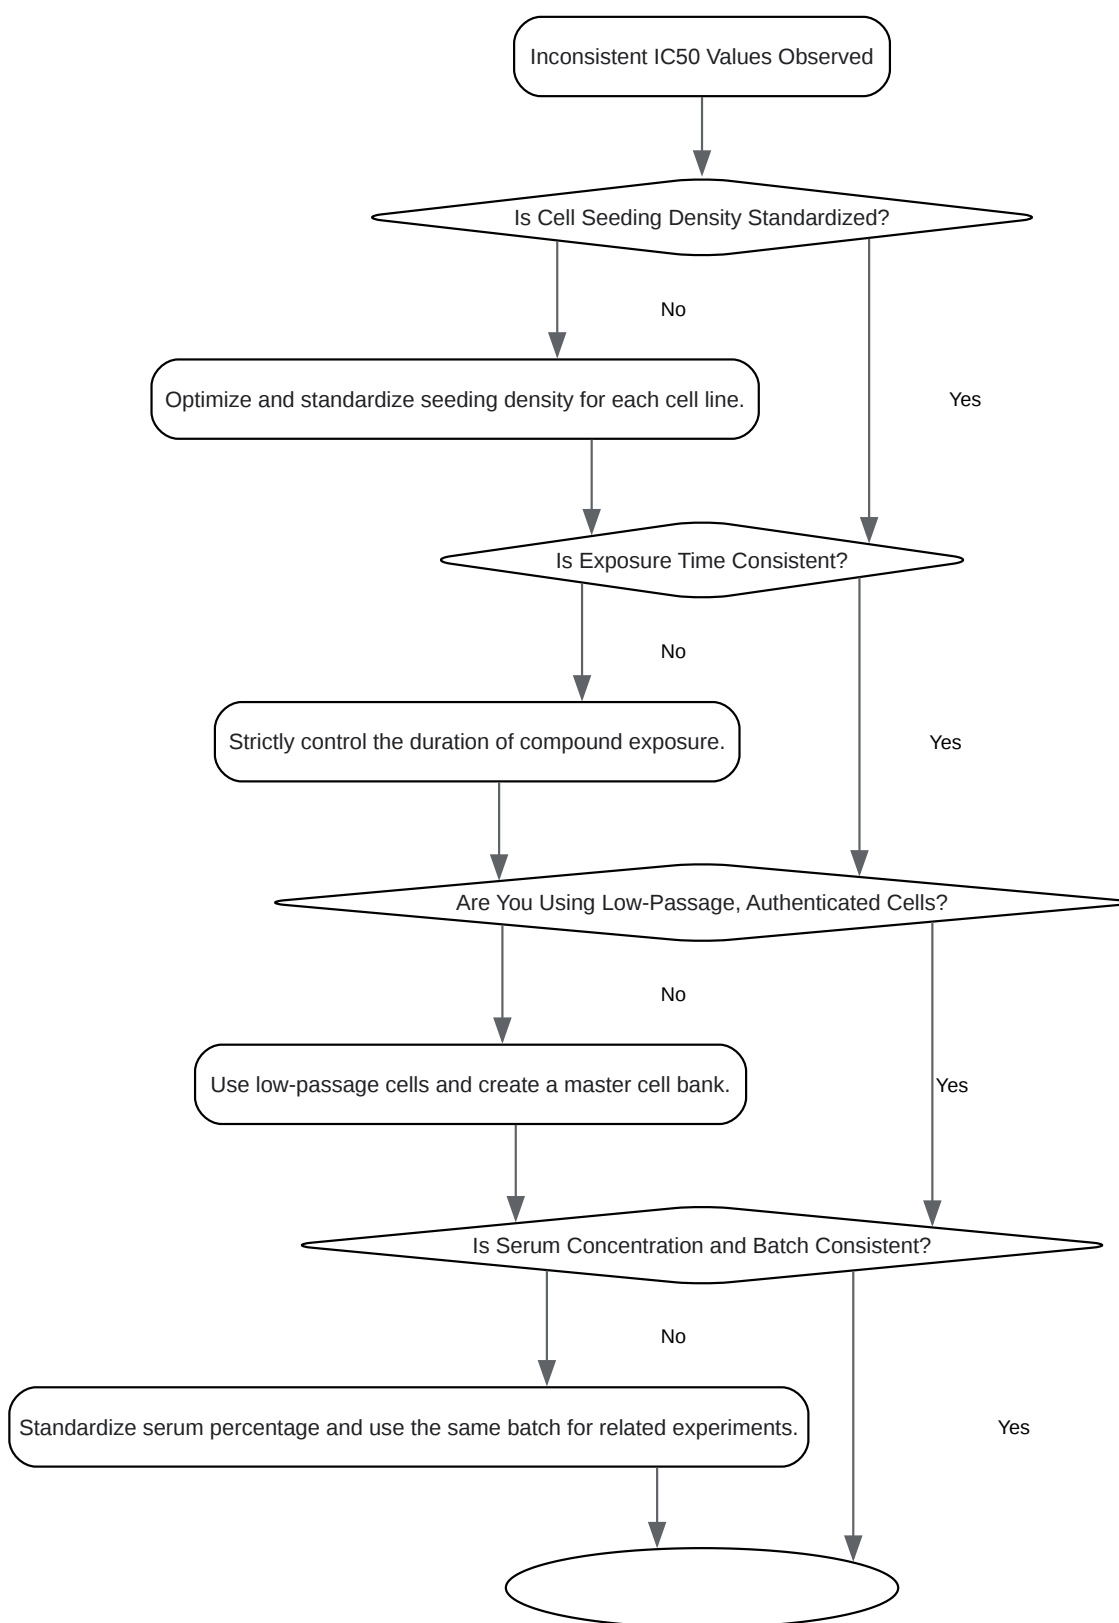 Inconsistent IC50 Values Observed
Is Cell Seeding Density Standardized?
No
Optimize and standardize seeding density for each cell line.
Yes
Is Exposure Time Consistent?
No
Strictly control the duration of compound exposure.
Yes
Are You Using Low-Passage, Authenticated Cells?
No
Use low-passage cells and create a master cell bank.
Yes
Is Serum Concentration and Batch Consistent?
No
Standardize serum percentage and use the same batch for related experiments.
Yes